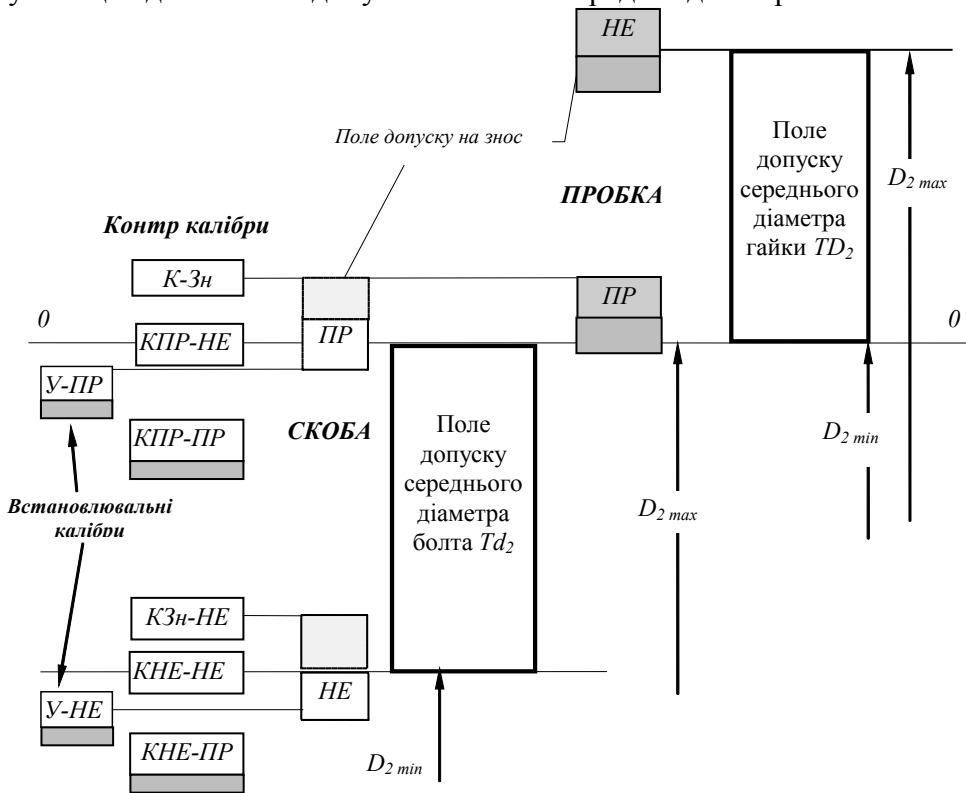 НЕ
Поле допуску на знос
Поле
допуску
середнього
діаметра
гайки TD2
D2 max
ПРОБКА
Контр калібри
К-Зн
ПР
0
КПР-НЕ
ПР
0
У-ПР
КПР-ПР
СКОБА
Поле
допуску
середнього
діаметра
болта Td2
D2 min
D2 max
Встановлювальні
калібри
КЗн-НЕ
КНЕ-НЕ
НЕ
У-НЕ
КНЕ-ПР
D2 min